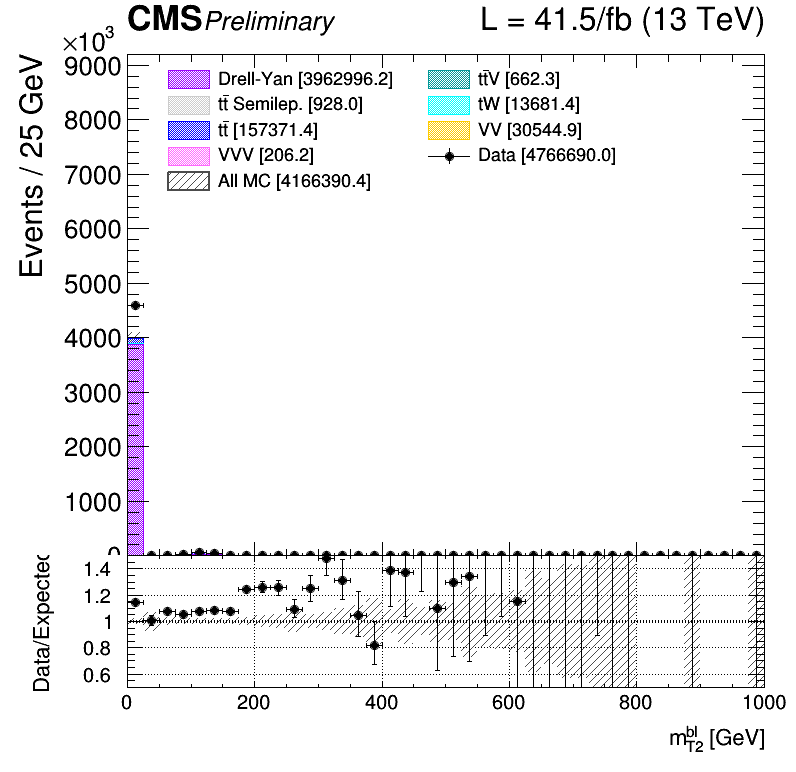 CMS Preliminary L = 41.5/fb (13 TeV)
×10³
Events / 25 GeV
9000
8000
7000
6000
5000
4000
3000
2000
1000
0
Drell-Yan [3962996.2]
tt̄ Semilep. [928.0]
tt̄ [157371.4]
VVV [206.2]
All MC [4166390.4]
tt̄V [662.3]
tW [13681.4]
VV [30544.9]
Data [4766690.0]
Data/Expected
1.4
1.2
1
0.8
0.6
0 200 400 600 800 1000
m_{T2}^{bl} [GeV]